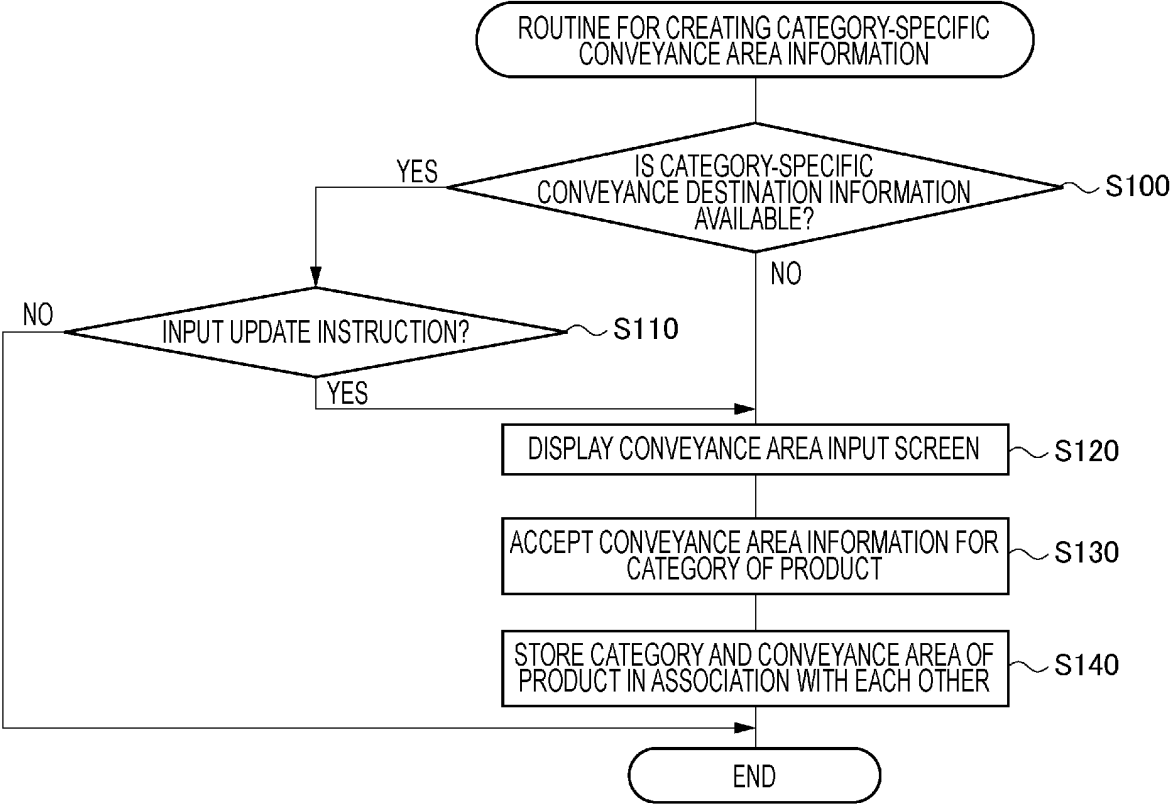 ROUTINE FOR CREATING CATEGORY-SPECIFIC
CONVEYANCE AREA INFORMATION
IS CATEGORY-SPECIFIC
CONVEYANCE DESTINATION INFORMATION
AVAILABLE?
S100
YES
NO
INPUT UPDATE INSTRUCTION?
S110
NO
YES
DISPLAY CONVEYANCE AREA INPUT SCREEN
S120
ACCEPT CONVEYANCE AREA INFORMATION FOR
CATEGORY OF PRODUCT
S130
STORE CATEGORY AND CONVEYANCE AREA OF
PRODUCT IN ASSOCIATION WITH EACH OTHER
S140
END